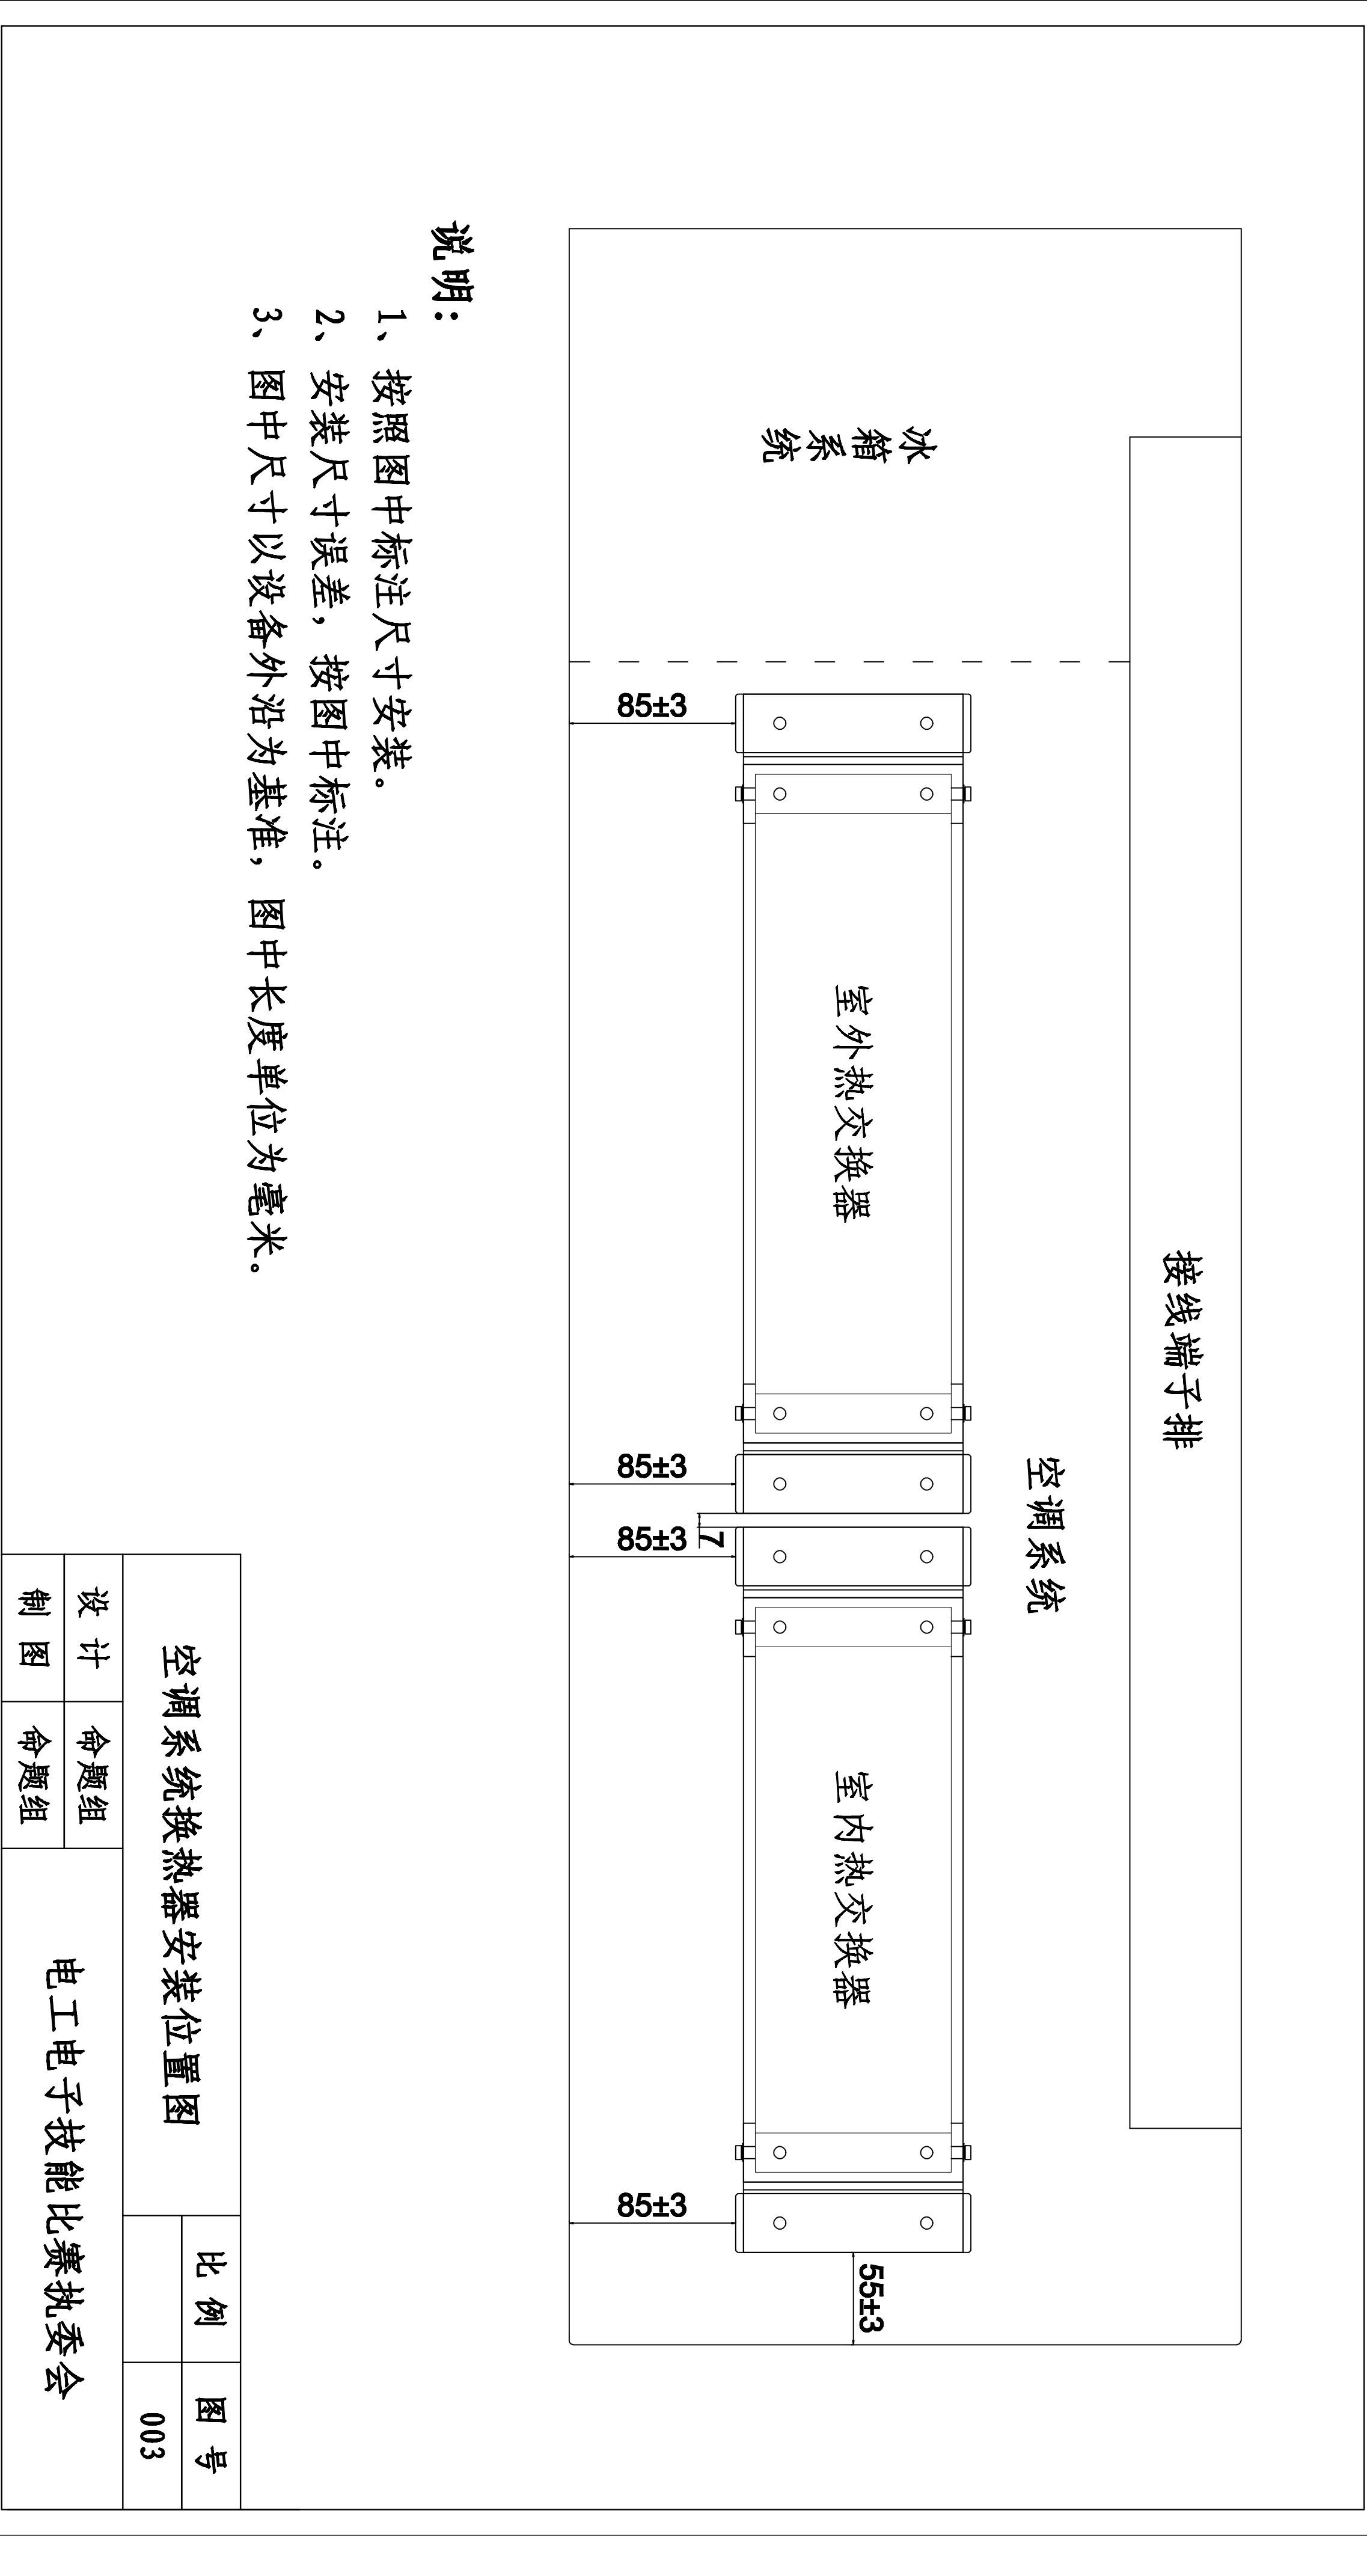 接线端子排
空调系统
冰箱系统
室外热交换器
室内热交换器
55±3
85±3
85±3
7
85±3
85±3
说明：
1、按照图中标注尺寸安装。
2、安装尺寸误差，按图中标注。
3、图中尺寸以设备外沿为基准，图中长度单位为毫米。
空调系统换热器安装位置图
比 例
图 号
003
设 计
命题组
制 图
命题组
电工电子技能比赛执委会